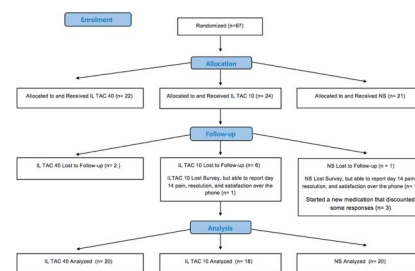 Enrolment
Randomized (n=67)
Allocation
Allocated to and Received IL TAC 40 (n= 22)
Allocated to and Received IL TAC 10 (n= 24)
Allocated to and Received NS (n= 21)
Follow-up
IL TAC 40 Lost to Follow-up (n= 2 )
IL TAC 10 Lost to Follow-up (n= 6)
ILTAC 10 Lost Survey, but able to report day
14 pain, resolution, and satisfaction over the
phone (n= 1)
NS Lost to Follow-up (n = 1)
NS Lost Survey, but able to report day 14 pain,
resolution, and satisfaction over the phone (n=
Started a new medication that discounted
some responses (n= 3)
Analysis
IL TAC 40 Analyzed (n= 20)
IL TAC 10 Analyzed (n= 18)
NS Analyzed (n= 20)